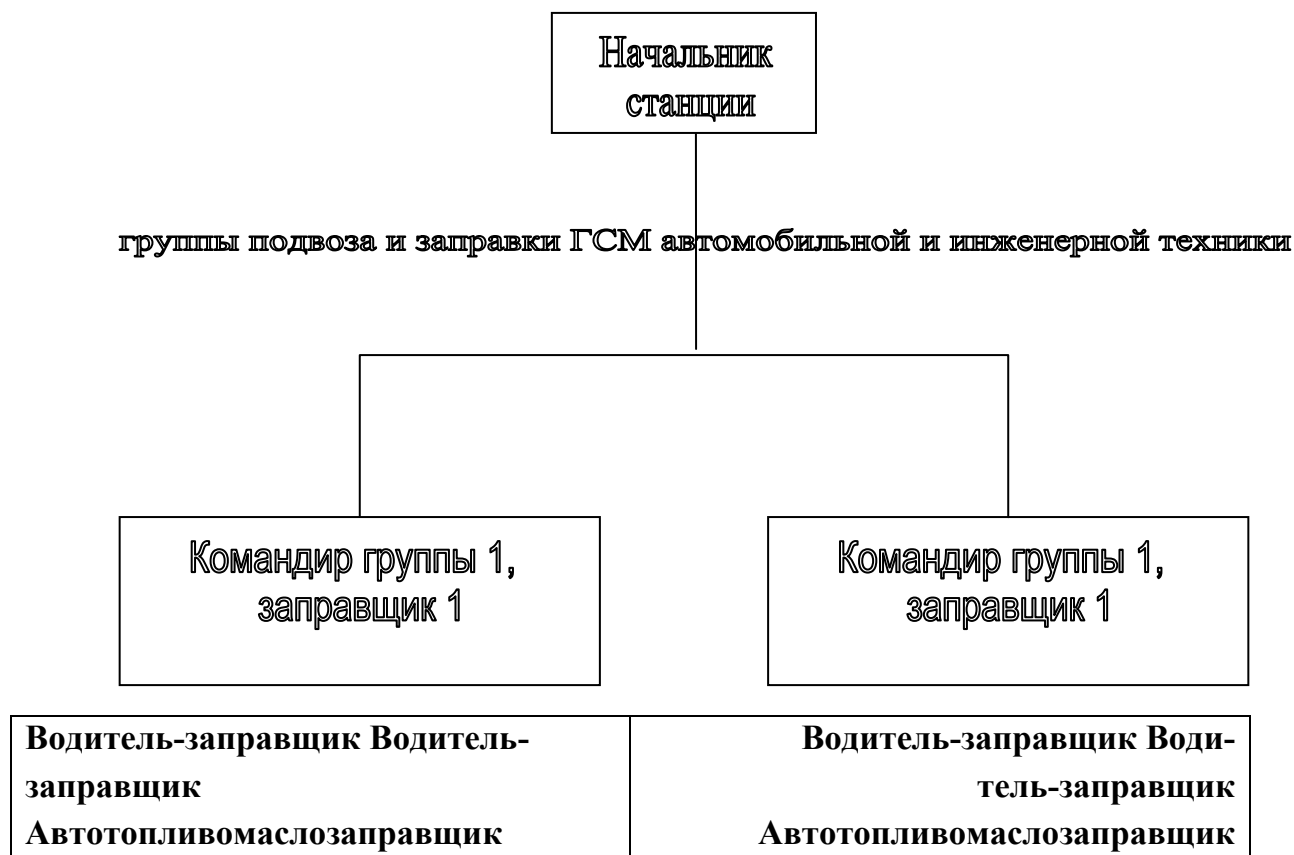 Начальник
станции
группы подвоза и заправки ГСМ автомобильной и инженерной техники
Командир группы 1,
заправщик 1
Командир группы 1,
заправщик 1
Водитель-заправщик Водитель-
заправщик
Автотопливомаслозаправщик
Водитель-заправщик Води-
тель-заправщик
Автотопливомаслозаправщик